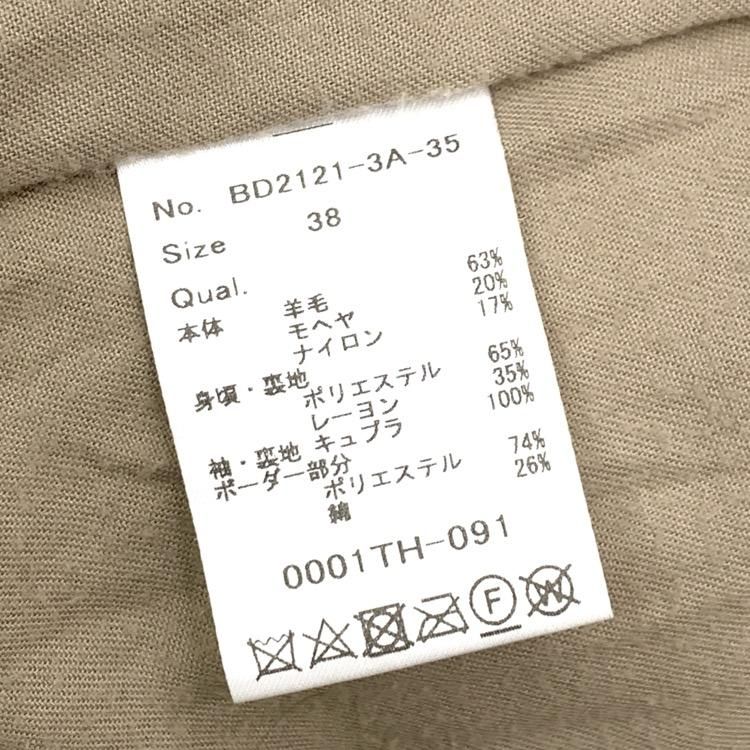 No. BD2121-3A-35
Size 38
Qual.
本体 羊毛 63%
モヘヤ 20%
ナイロン 17%
身頃・裏地 ポリエステル 65%
レーヨン 35%
袖・裏地 キュプラ 100%
ボーダー部分 ポリエステル 74%
綿 26%
0001TH-091
F W